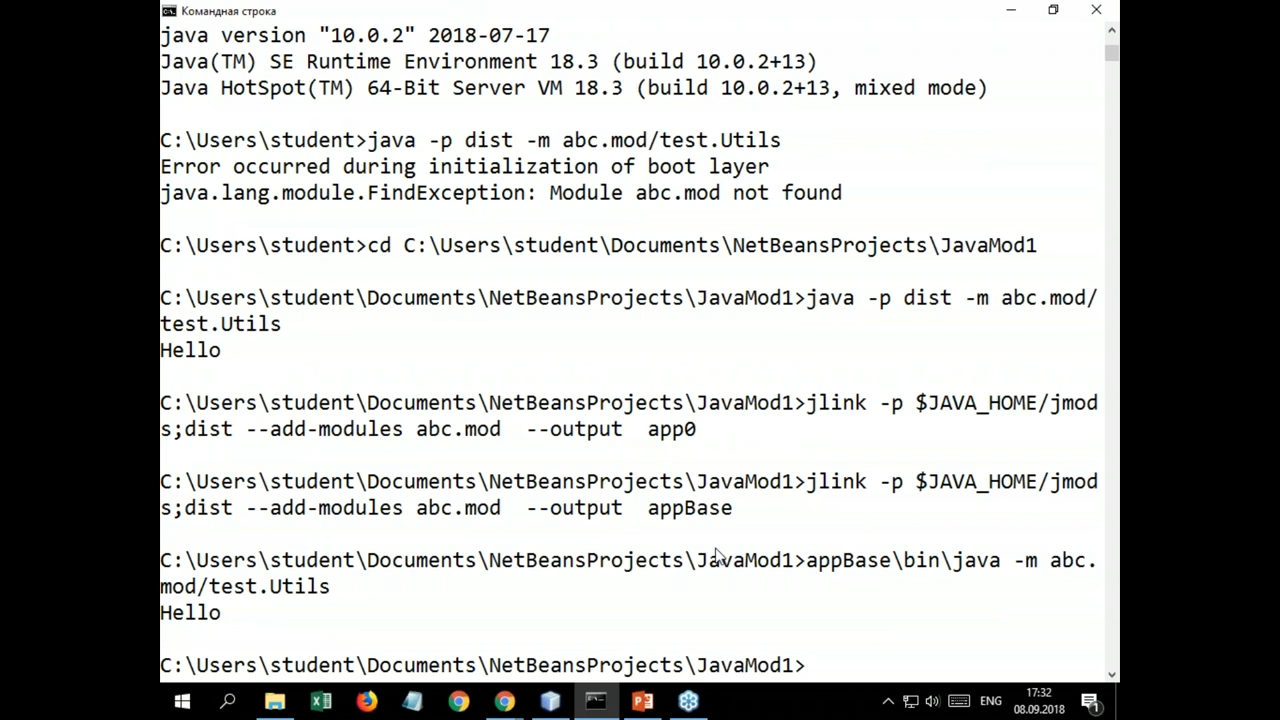 Командная строка
java version "10.0.2" 2018-07-17
Java(TM) SE Runtime Environment 18.3 (build 10.0.2+13)
Java HotSpot(TM) 64-Bit Server VM 18.3 (build 10.0.2+13, mixed mode)
C:\Users\student>java -p dist -m abc.mod/test.Utils
Error occurred during initialization of boot layer
java.lang.module.FindException: Module abc.mod not found
C:\Users\student>cd C:\Users\student\Documents\NetBeansProjects\JavaMod1
C:\Users\student\Documents\NetBeansProjects\JavaMod1>java -p dist -m abc.mod/
test.Utils
Hello
C:\Users\student\Documents\NetBeansProjects\JavaMod1>jlink -p $JAVA_HOME/jmod
s;dist --add-modules abc.mod  --output  app0
C:\Users\student\Documents\NetBeansProjects\JavaMod1>jlink -p $JAVA_HOME/jmod
s;dist --add-modules abc.mod  --output  appBase
C:\Users\student\Documents\NetBeansProjects\JavaMod1>appBase\bin\java -m abc.
mod/test.Utils
Hello
C:\Users\student\Documents\NetBeansProjects\JavaMod1>
ENG
17:32
08.09.2018
1